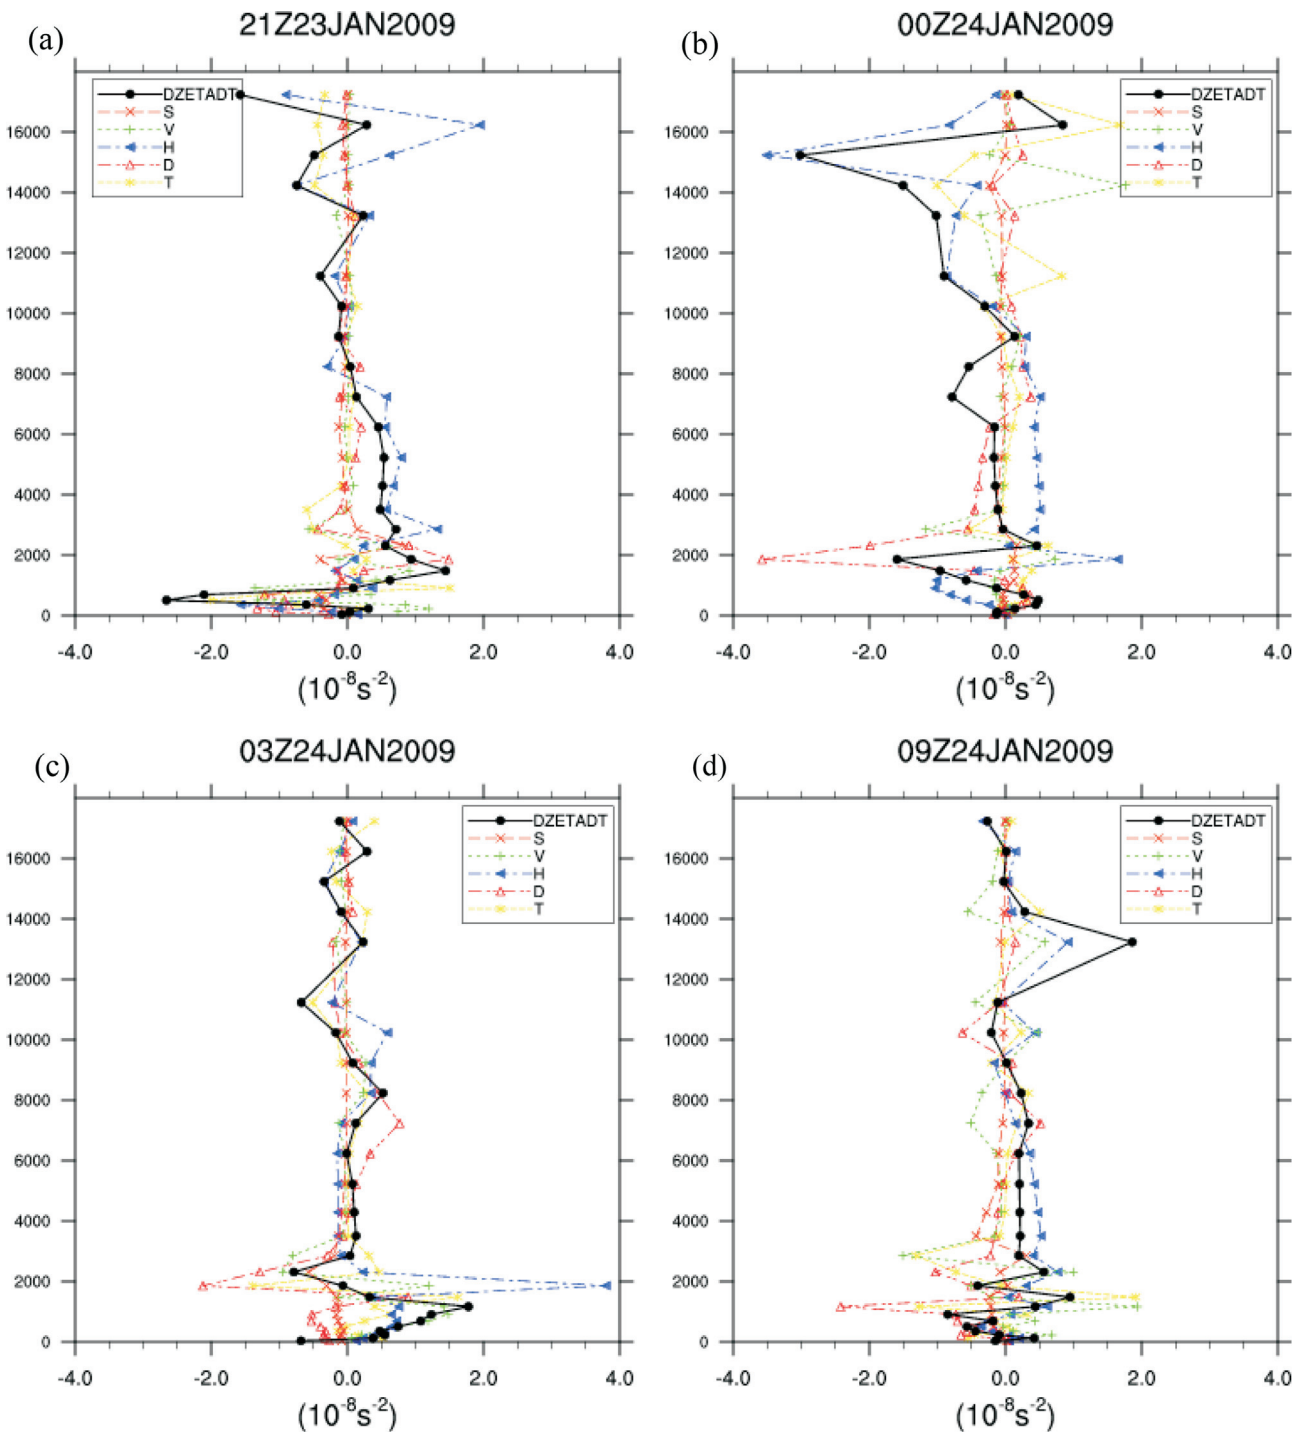 (a) 21Z23JAN2009
DZETADT
S
V
H
D
T
16000
14000
12000
10000
8000
6000
4000
2000
0
-4.0 -2.0 0.0 2.0 4.0
(10⁻⁸s⁻²)
(b) 00Z24JAN2009
DZETADT
S
V
H
D
T
16000
14000
12000
10000
8000
6000
4000
2000
0
-4.0 -2.0 0.0 2.0 4.0
(10⁻⁸s⁻²)
(c) 03Z24JAN2009
DZETADT
S
V
H
D
T
16000
14000
12000
10000
8000
6000
4000
2000
0
-4.0 -2.0 0.0 2.0 4.0
(10⁻⁸s⁻²)
(d) 09Z24JAN2009
DZETADT
S
V
H
D
T
16000
14000
12000
10000
8000
6000
4000
2000
0
-4.0 -2.0 0.0 2.0 4.0
(10⁻⁸s⁻²)